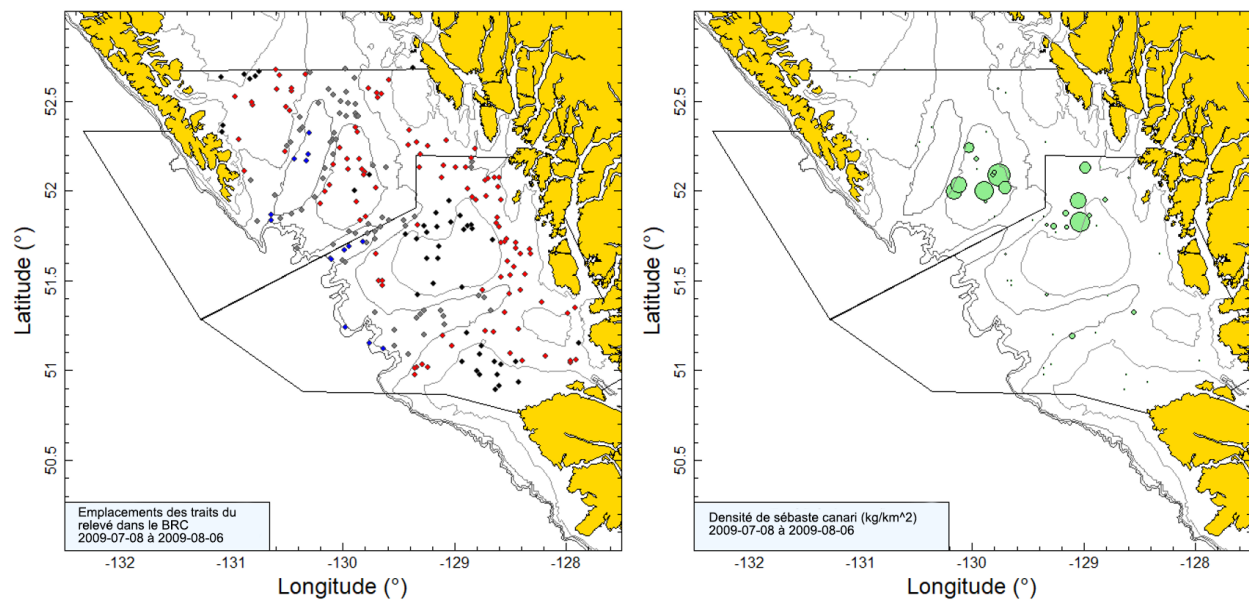 Latitude (°)
52.5
52
51.5
51
50.5
Emplacements des traits du
relevé dans le BRC
2009-07-08 à 2009-08-06
-132
-131
-130
-129
-128
Longitude (°)
Latitude (°)
52.5
52
51.5
51
50.5
Densité de sébaste canari (kg/km^2)
2009-07-08 à 2009-08-06
-132
-131
-130
-129
-128
Longitude (°)